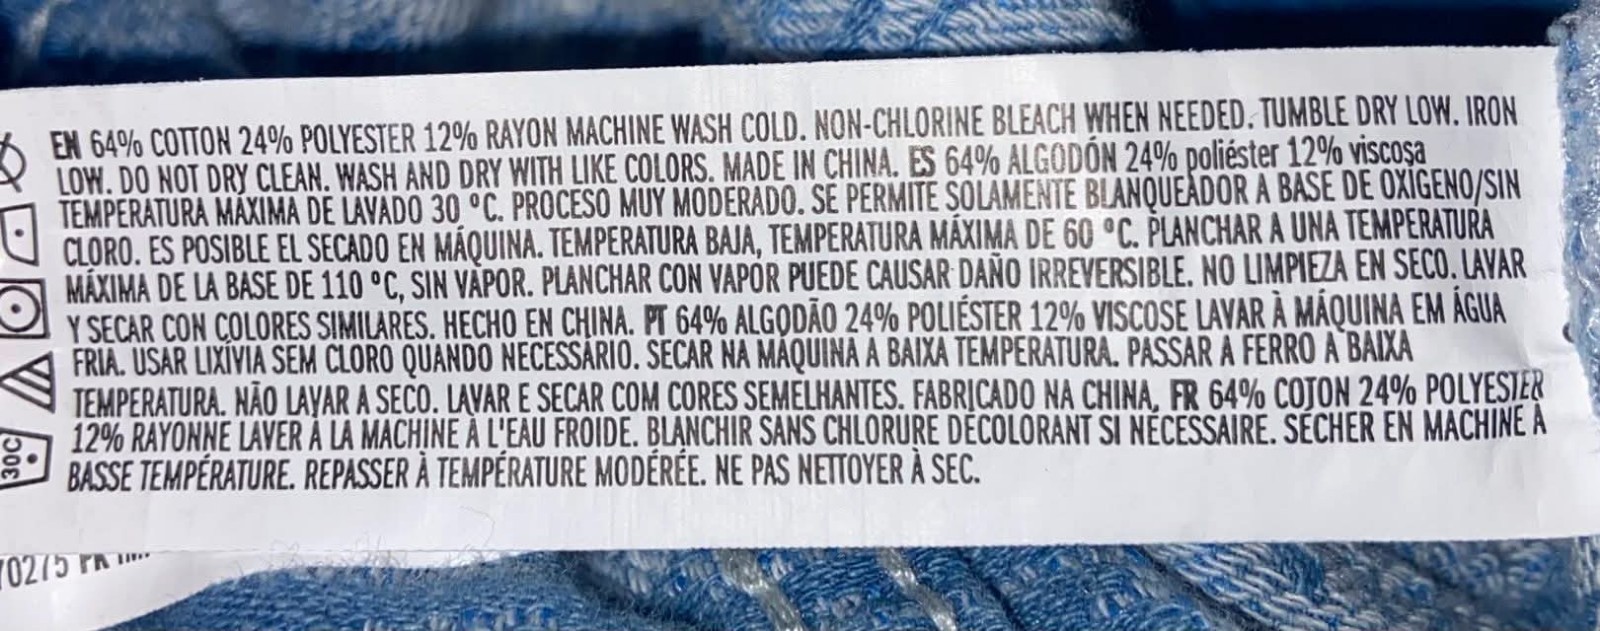 EN 64% COTTON 24% POLYESTER 12% RAYON MACHINE WASH COLD. NON-CHLORINE BLEACH WHEN NEEDED. TUMBLE DRY LOW. IRON
LOW. DO NOT DRY CLEAN. WASH AND DRY WITH LIKE COLORS. MADE IN CHINA. ES 64% ALGODÓN 24% poliéster 12% viscosa
TEMPERATURA MÁXIMA DE LAVADO 30 °C. PROCESO MUY MODERADO. SE PERMITE SOLAMENTE BLANQUEADOR A BASE DE OXÍGENO/SIN
CLORO. ES POSIBLE EL SECADO EN MÁQUINA. TEMPERATURA BAJA, TEMPERATURA MÁXIMA DE 60 °C. PLANCHAR A UNA TEMPERATURA
MÁXIMA DE LA BASE DE 110 °C, SIN VAPOR. PLANCHAR CON VAPOR PUEDE CAUSAR DAÑO IRREVERSIBLE. NO LIMPIEZA EN SECO. LAVAR
Y SECAR CON COLORES SIMILARES. HECHO EN CHINA. PT 64% ALGODÃO 24% POLIÉSTER 12% VISCOSE LAVAR À MÁQUINA EM ÁGUA
FRIA. USAR LIXÍVIA SEM CLORO QUANDO NECESSÁRIO. SECAR NA MÁQUINA A BAIXA TEMPERATURA. PASSAR A FERRO A BAIXA
TEMPERATURA. NÃO LAVAR A SECO. LAVAR E SECAR COM CORES SEMELHANTES. FABRICADO NA CHINA. FR 64% COTON 24% POLYESTER
12% RAYONNE LAVER À LA MACHINE À L'EAU FROIDE. BLANCHIR SANS CHLORURE DÉCOLORANT SI NÉCESSAIRE. SÉCHER EN MACHINE À
BASSE TEMPÉRATURE. REPASSER À TEMPÉRATURE MODÉRÉE. NE PAS NETTOYER À SEC.
30C
70275